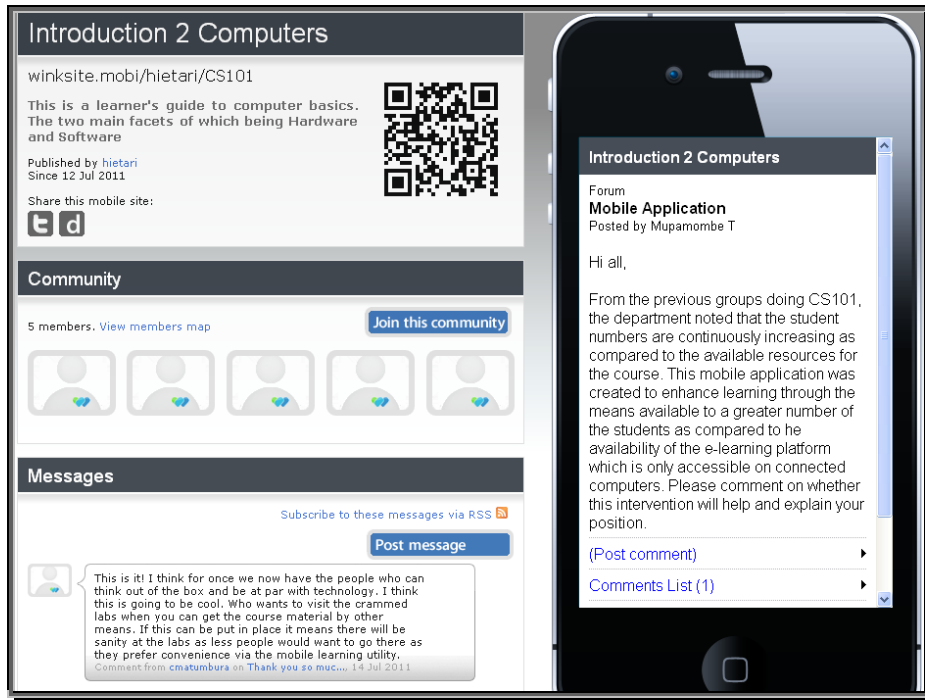 Introduction 2 Computers
winksite.mobi/hietari/CS101
This is a learner's guide to computer basics.
The two main facets of which being Hardware
and Software
Published by hietari
Since 12 Jul 2011
Share this mobile site:
t d
Community
5 members. View members map
Join this community
Messages
Subscribe to these messages via RSS
Post message
This is it! I think for once we now have the people who can
think out of the box and be at par with technology. I think
this is going to be cool. Who wants to visit the crammed
labs when you can get the course material by other
means. If this can be put in place it means there will be
sanity at the labs as less people would want to go there as
they prefer convenience via the mobile learning utility.
Comment from cmatumbura on Thank you so muc..., 14 Jul 2011
Introduction 2 Computers
Forum
Mobile Application
Posted by Mupamombe T
Hi all,
From the previous groups doing CS101,
the department noted that the student
numbers are continuously increasing as
compared to the available resources for
the course. This mobile application was
created to enhance learning through the
means available to a greater number of
the students as compared to he
availability of the e-learning platform
which is only accessible on connected
computers. Please comment on whether
this intervention will help and explain your
position.
(Post comment)
Comments List (1)